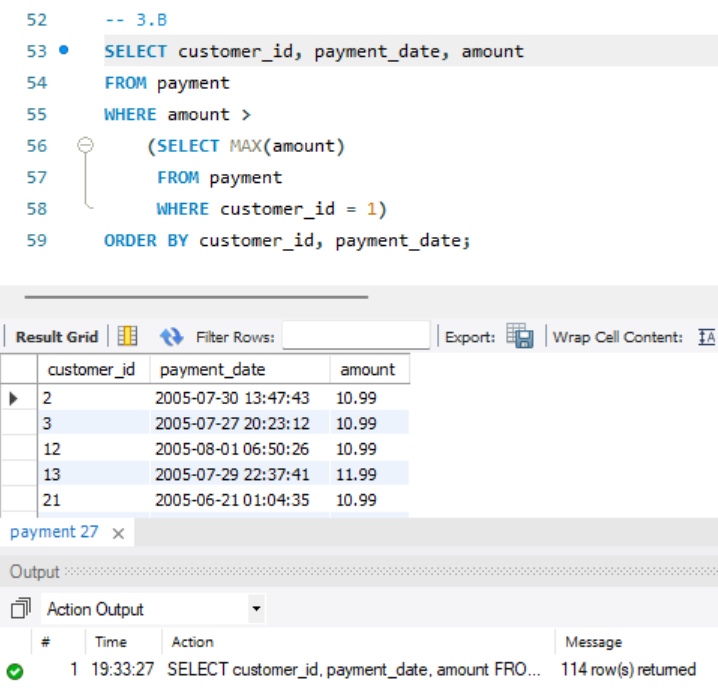 52 -- 3.B
53 SELECT customer_id, payment_date, amount
54 FROM payment
55 WHERE amount >
56 (SELECT MAX(amount)
57 FROM payment
58 WHERE customer_id = 1)
59 ORDER BY customer_id, payment_date;
Result Grid Filter Rows: Export: Wrap Cell Content: IA
customer_id payment_date amount
2 2005-07-30 13:47:43 10.99
3 2005-07-27 20:23:12 10.99
12 2005-08-01 06:50:26 10.99
13 2005-07-29 22:37:41 11.99
21 2005-06-21 01:04:35 10.99
payment 27
Output
Action Output
# Time Action Message
1 19:33:27 SELECT customer_id, payment_date, amount FRO... 114 row(s) returned